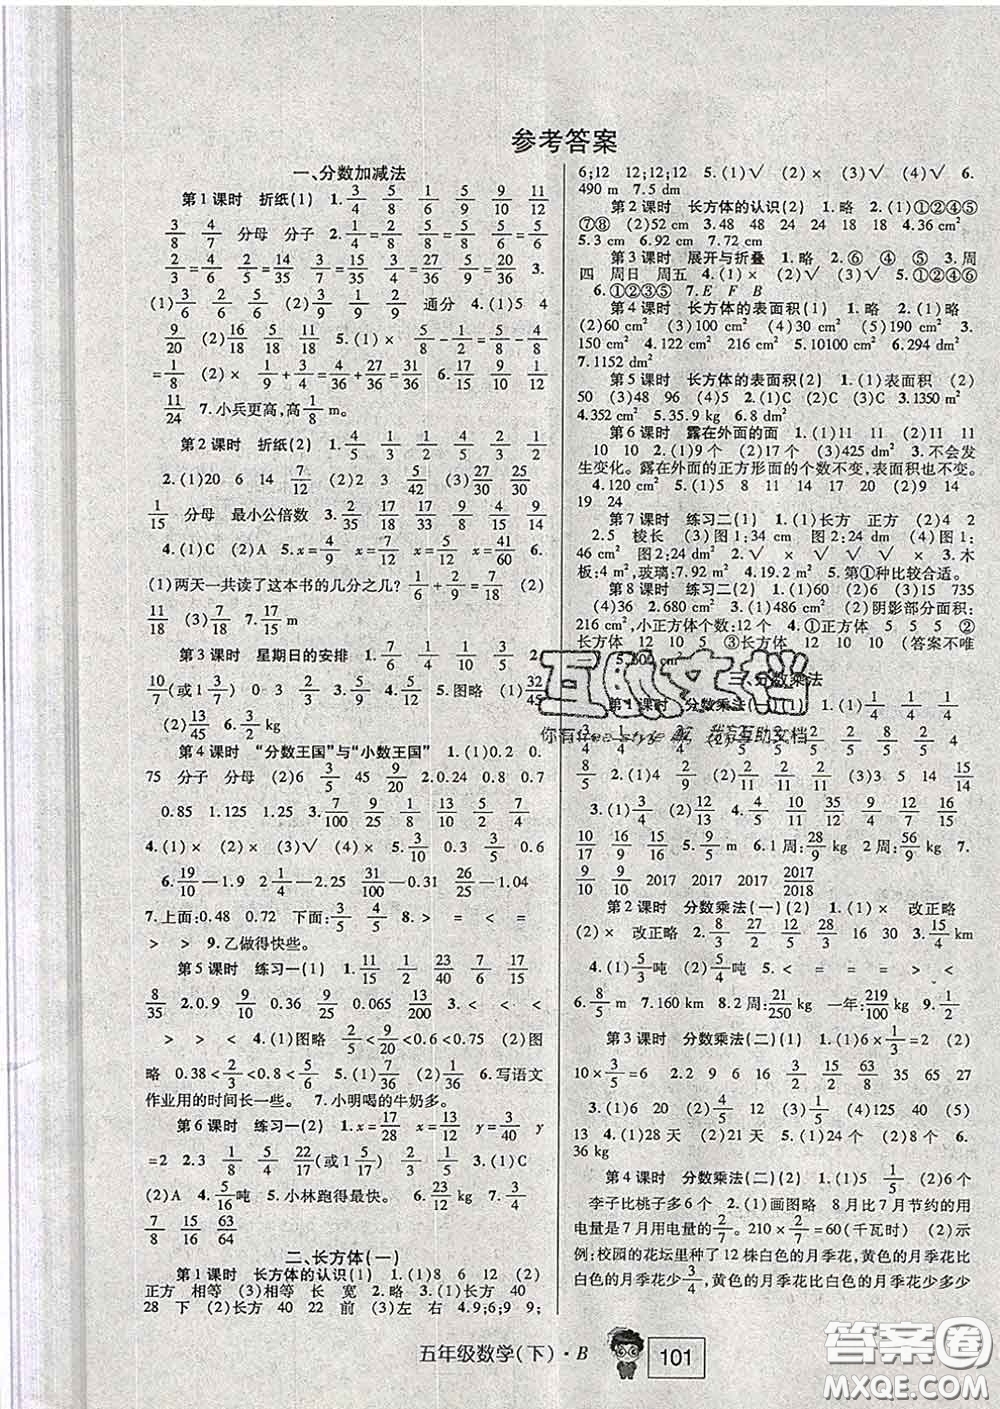 参考答案
一、分数加减法
第1课时 折纸(1) 1. 3/4 5/8 1/6 5/8 9/10 11/12
3/8 4/7 分母 分子 2. 1/4=2/8 1/3=3/9 5/6=5/6
2/3=4/6 2/5=6/15 3/7=15/35 3/4=27/36 2/5=20/50 3.
(1)3/6 2/6 5/6 (2)3/9 1/9 2/9 通分 4.(1)5 4
9/20 (2)16/18 5/18 11/18 5.(1)√ 5/8-1/2=5/8-4/8
=1/8 (2)× 1/9+3/4=4/36+27/36=31/36 6.
11/24 7.小兵更高,高1/8 m。
第2课时 折纸(2) 1. 4/5 1/3 1/2 1/3
2.(1)20 6 14 7/12 (2)2 3 5/42 (3)27/30 25/30
1/15 分母 最小公倍数 3. 2/35 17/18 17/33 5/8 4/9 9/14
4.(1)C (2)A 5. x=4/9 x=7/6 x=4/5 x=11/12 6.
(1)两天一共读了这本书的几分之几? 1/3+2/9
(2)11/18 (3)7/18 7. 17/15 m
第3课时 星期日的安排
10/7(或1 3/7) 0 3 2/3 5.图略 (1)32/45
(2)13/45 6. 9/10 kg
第4课时 “分数王国”与“小数王国” 1.(1)0.2 0.
75 分子 分母 (2)6 3/5 4/50 2.0.24 0.8 0.7
0.85 1.125 1.25 3. 7/100 9/10 6/25 5/8
4.(1)× (2)× (3)√ (4)× 5. 3/10 0.3 3/5 6.
6. 19/10—1.9 2 1/4—2.25 31/100—0.31 26/25—1.04
7.上面:0.48 0.72 下面:3/5 4/5 8. > = < =
> > 9.乙做得快些。
第5课时 练习一(1) 1. 11/15 1/2 23/40 7/6 17/15
8/35 2.0.9 9/10 0.06 3/50 0.065 13/200 3. < < <
> > < 4.(1)图略 2/5<9/20<0.5<0.75 (2)图
略 0.38<2/3<0.8<5/6 5.(1)7/36 (2)1/36 6.写语文
作业用的时间长一些。 7.小明喝的牛奶多。
第6课时 练习一(2) 1. x=17/28 x=1/6 y=3/40 y
=2 2.3 1/8 5/4 22/17(或1 5/17) 3.(1)C
(2)A 4. 5/16吨 5.小林跑得最快。
7/8 15/16 63/64
二、长方体(一)
第1课时 长方体的认识(1) 1.(1)8 6 12 (2)
正方 相等 (3)相等 长 宽 2.略 3.(1)长方 40
28 下 (2)长方 40 22 前 (3)左 右 4.9;6;9 9;
6;12 12;12;12 5.(1)√ (2)× (3)√ (4)√ 6.
490 m 7.5 dm
第2课时 长方体的认识(2) 1.略 2.(1)①②④⑤
⑦⑧ (2)52 cm 3.48 48 24 24 18 18 4.36 cm²
5.3 cm 6.92 cm 7.72 cm
第3课时 展开与折叠 1.略 2.⑥ ④ ⑤ 3.周
四 周日 周五 4.(1)× (2)× (3)√ 5.①②④⑤
6.①②③⑤ 7.E F B
第4课时 长方体的表面积(1) 1.略 2.(1)略
(2)60 cm² (3)100 cm² (4)30 cm² (5)略 3.
150 cm² 4.122 cm² 216 cm² 5.10100 cm² 6.294 dm²
7.1152 dm²
第5课时 长方体的表面积(2) 1.(1)表面积 (2)
50 (3)48 96 (4)5 2.(1)C (2)C (3)C 3.1350 m²
4.352 m² 5.35.9 kg 6.8 dm²
第6课时 露在外面的面 1.(1)11 11 (2)11
10 10 2.(1)9个 (2)17个 (3)425 dm² 3.不会发
生变化。露在外面的正方形面的个数不变,表面积也不变。
4.120 cm² 5.(1)5 8 11 14 17 20 (2)
19 24
第7课时 练习二(1) 1.(1)长方 正方 (2)4 2
2.5 棱长 (3)图1:34 cm 图2:24 dm (4)图1:
46 cm² 图2:24 dm² 2. √ √ √ × × 3.木
板:4 m²,玻璃:7.92 m² 4.19.2 m² 5.第①种比较合适。
第8课时 练习二(2) 1.(1)60 (2)6 (3)15 735
(4)36 2.680 cm² 3.(1)486 cm² (2)阴影部分面积:
216 cm²,小正方体个数:12个 4.①正方体 5 5 5 ②
长方体 12 10 5 ③长方体 12 10 10 (答案不唯
5.600 cm²
三、分数乘法
第1课时 分数乘法(一)(1) 1.(1)1/4 4/4
3/4
8/5 2.(1)4 2/9 (2)2/11 2/11 (3)5 14 15/14
3.(1)3/4 (2)12/13 4. 4/5 10/11 35/36
10/17 16/19 15/17 5. 9/5 m 6.1周:28/9 kg 2周:56/9 kg 7.
9/10 9/10 2017 2017 2017/2018 2017/2018
第2课时 分数乘法(一)(2) 1.(1)× 改正略
(2)× 改正略 2. 8/3 27/5 12/5 28/3 16 30 3. 15/4 km
4.(1)5/3吨 (2)5/4吨 5. < = = = > <
6. 8/5 m 7.160 m 8.2周:21/250 kg 一年:219/100 kg 9. 1/2
第3课时 分数乘法(二)(1) 1.(1)6×1/3=2 (2)
10×3/5=6 2.2 9 6 16 35 65 27
3.(1)6 20 (2)4/5 12 (3)1/5 (4)120 40 (5)
13 4.(1)28天 (2)20天 5.(1)24个 (2)8个 6.
36 kg
第4课时 分数乘法(二)(2) 1.(1)5 1/5 (2)6个
李子比桃子多6个 2.(1)画图略 8月比7月节约的用
电量是7月用电量的2/7。210×2/7=60(千瓦时) (2)示
例:校园的花坛里种了12株白色的月季花,黄色的月季花比
白色的月季花少3/4,黄色的月季花比白色的月季花少多少
互助文档
五年级数学(下)·B
101
答案圈
MXQE.COM